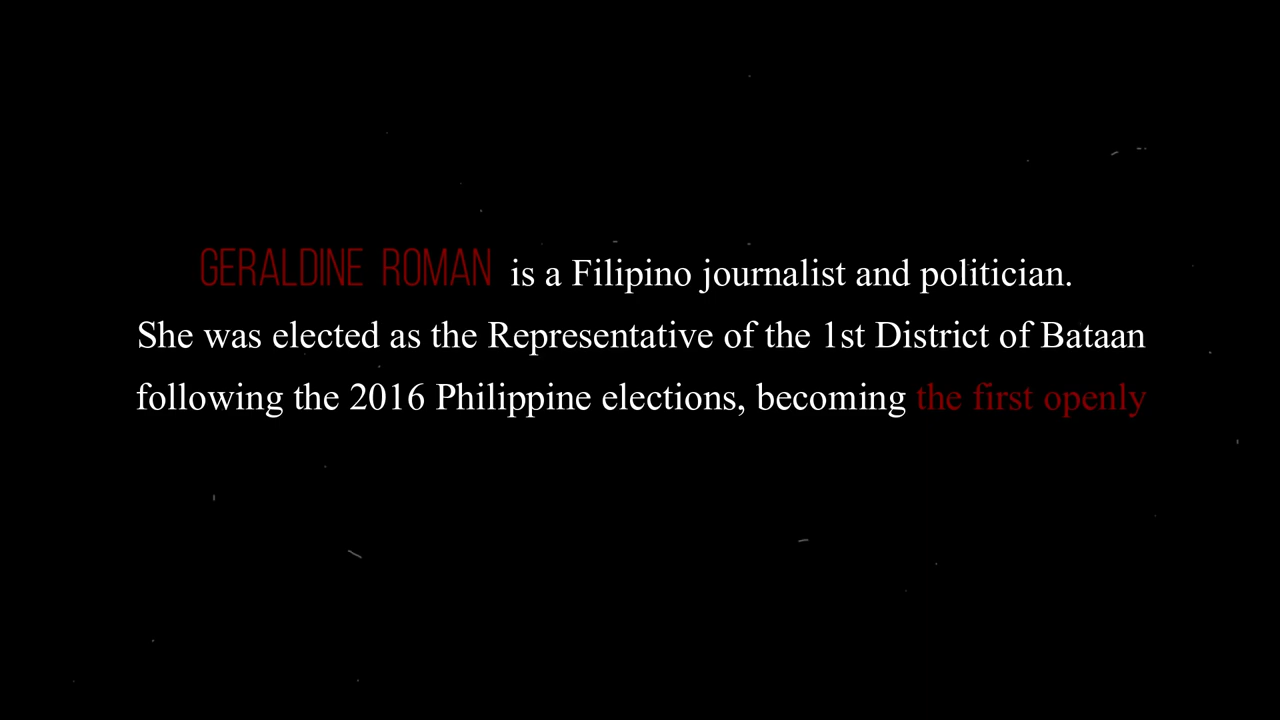 GERALDINE ROMAN is a Filipino journalist and politician.
She was elected as the Representative of the 1st District of Bataan
following the 2016 Philippine elections, becoming the first openly